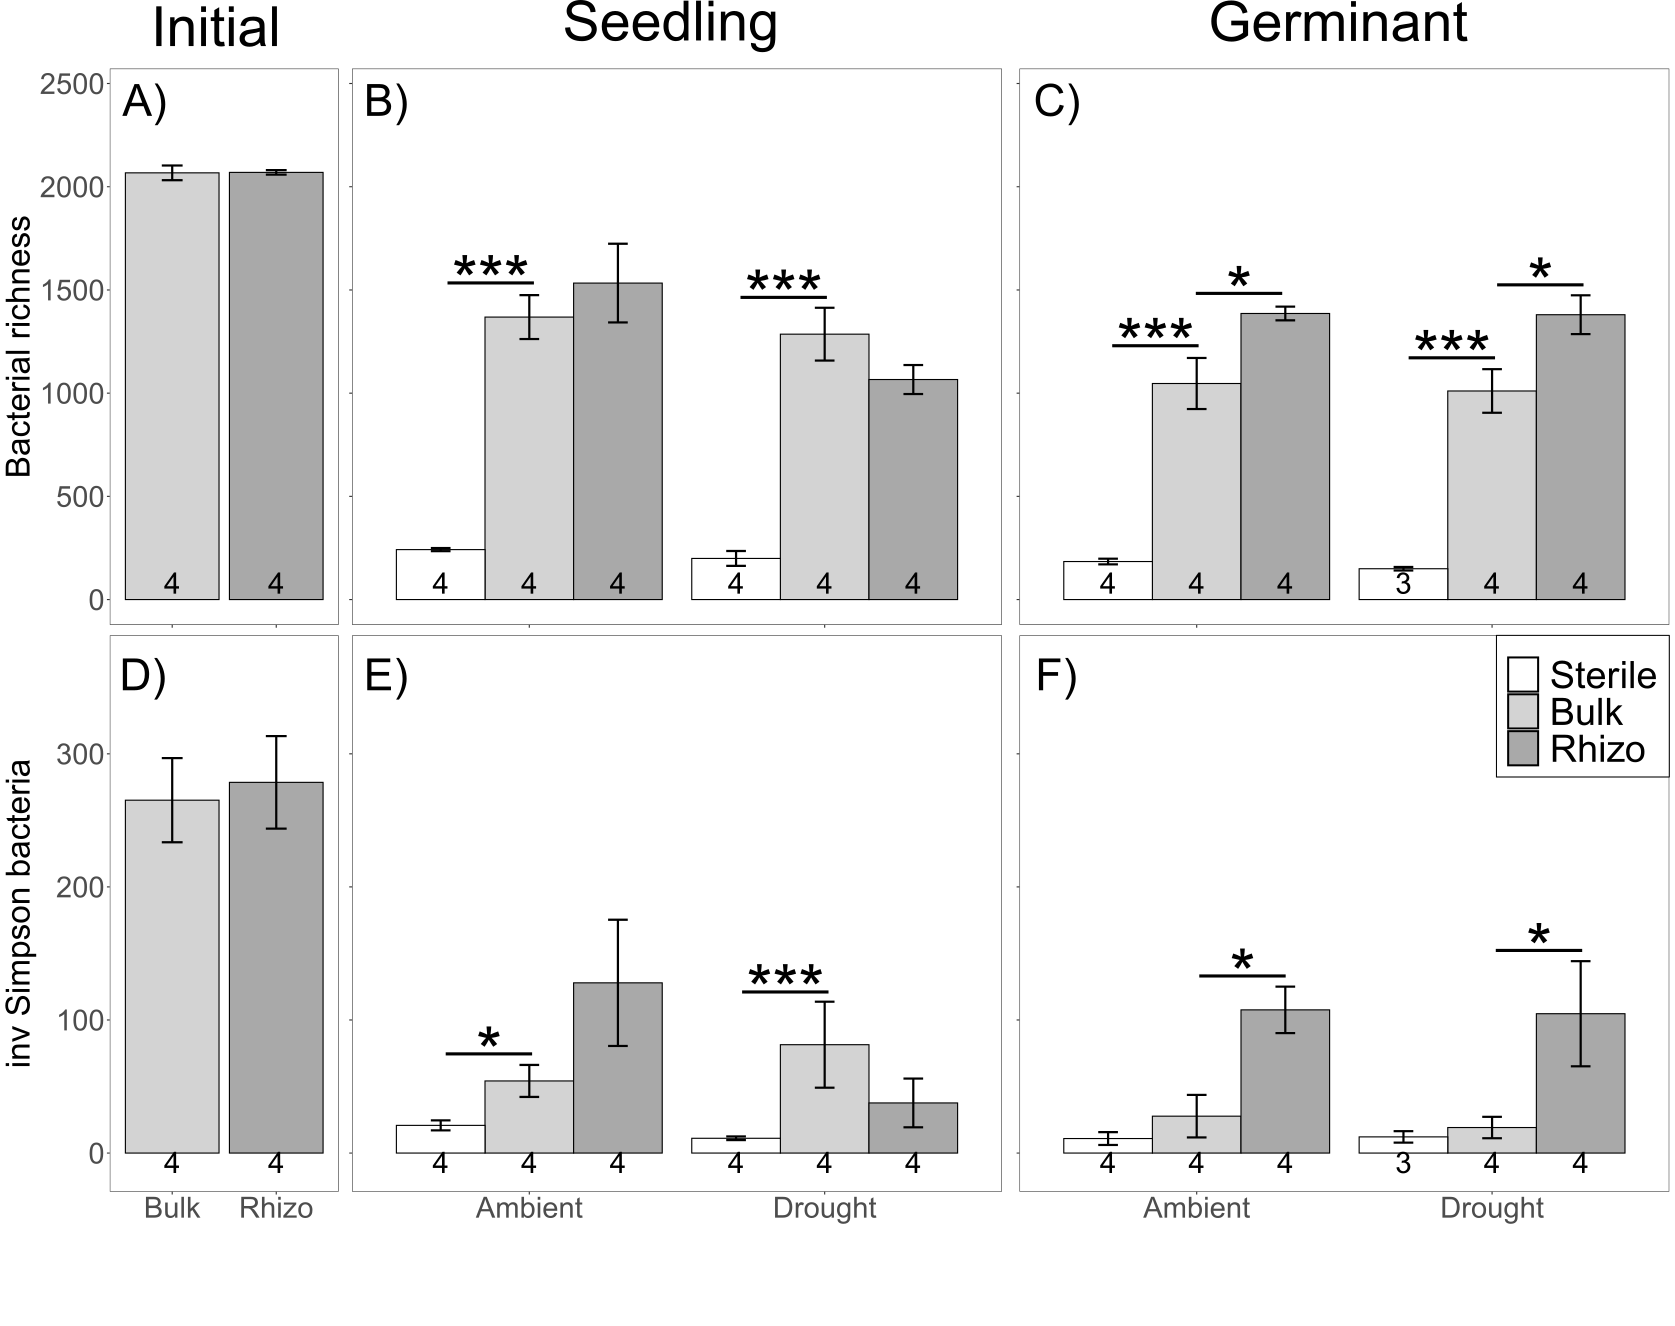 Initial
Seedling
Germinant
Bacterial richness
2500
2000
1500
1000
500
0
A)
4 4
B)
*** ***
4 4 4 4 4 4
C)
*** * *** *
4 4 4 3 4 4
inv Simpson bacteria
300
200
100
0
D)
4 4
Bulk Rhizo
E)
* ***
4 4 4 4 4 4
Ambient Drought
F)
Sterile
Bulk
Rhizo
* *
4 4 4 3 4 4
Ambient Drought